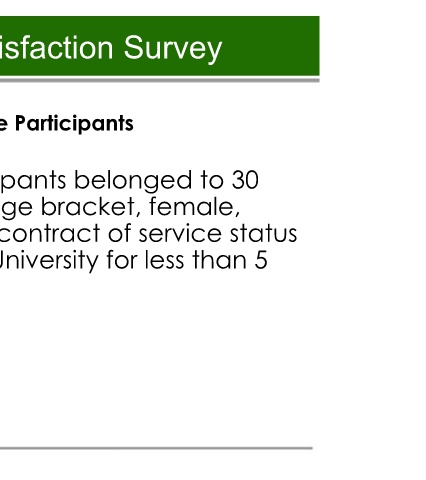 isfaction Survey
e Participants
pants belonged to 30
ge bracket, female,
contract of service status
University for less than 5